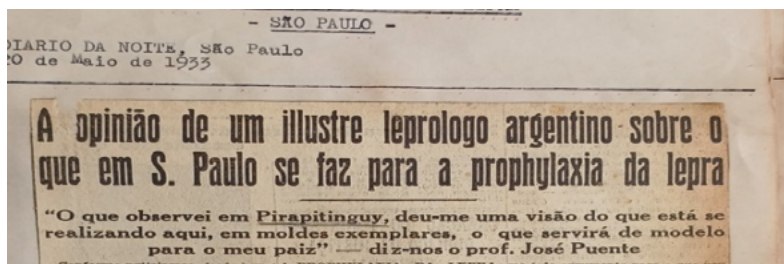 - SÃO PAULO -
DIARIO DA NOITE, São Paulo
20 de Maio de 1933
A opinião de um illustre leprologo argentino sobre o
que em S. Paulo se faz para a prophylaxia da lepra
“O que observei em Pirapitinguy, deu-me uma visão do que está se
realizando aqui, em moldes exemplares, o que servirá de modelo
para o meu paiz” — diz-nos o prof. José Puente